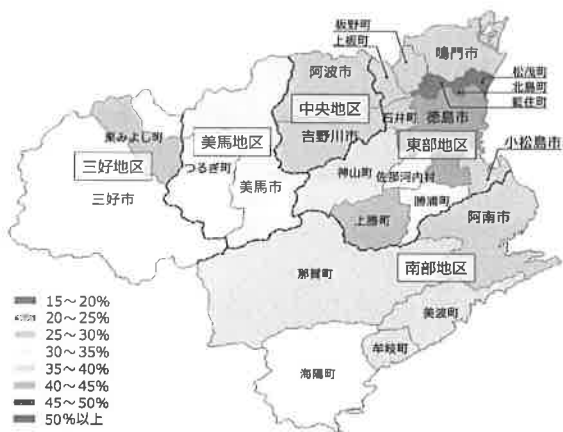 板野町
上板町
鳴門市
松茂町
北島町
藍住町
阿波市
中央地区
吉野川市
石井町
徳島市
東部地区
小松島市
東みよし町
三好地区
三好市
美馬地区
つるぎ町
美馬市
神山町
佐那河内村
勝浦町
上勝町
阿南市
那賀町
南部地区
美波町
牟岐町
海陽町
15～20%
20～25%
25～30%
30～35%
35～40%
40～45%
45～50%
50%以上